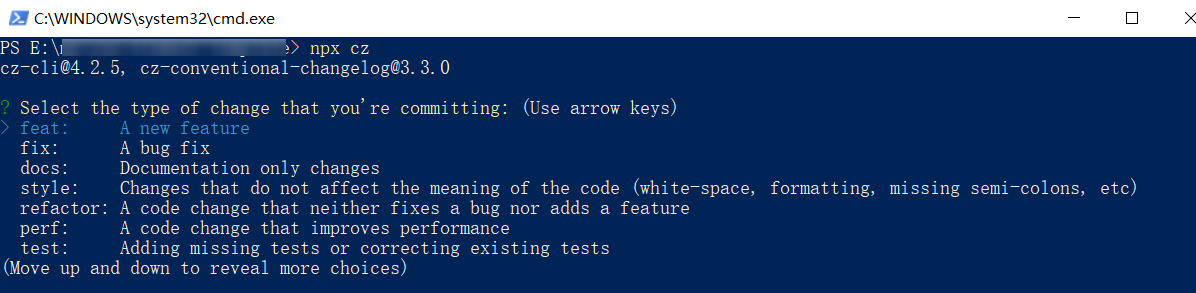 C:\WINDOWS\system32\cmd.exe
PS E:\ > npx cz
cz-cli@4.2.5, cz-conventional-changelog@3.3.0
? Select the type of change that you're committing: (Use arrow keys)
> feat:     A new feature
  fix:      A bug fix
  docs:     Documentation only changes
  style:    Changes that do not affect the meaning of the code (white-space, formatting, missing semi-colons, etc)
  refactor: A code change that neither fixes a bug nor adds a feature
  perf:     A code change that improves performance
  test:     Adding missing tests or correcting existing tests
(Move up and down to reveal more choices)